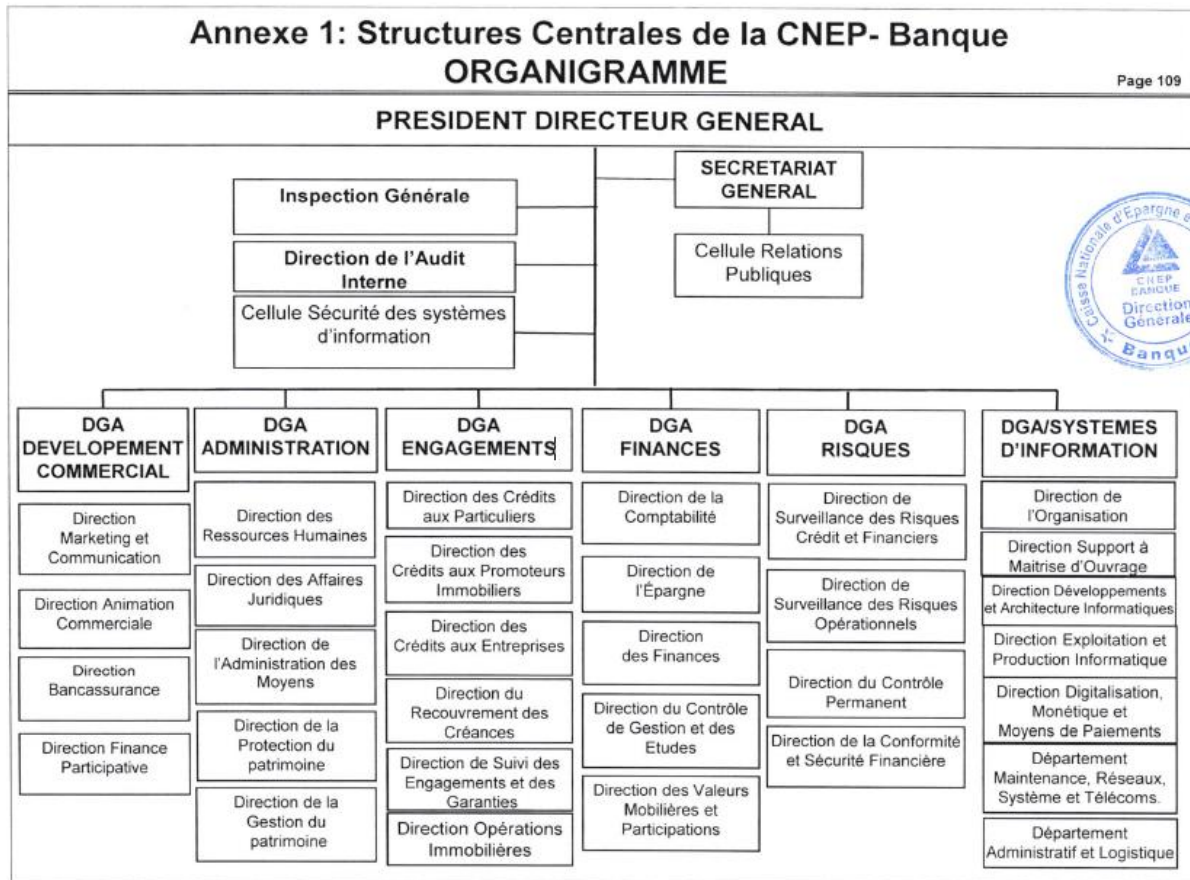 Annexe 1: Structures Centrales de la CNEP- Banque
ORGANIGRAMME
Page 109
PRESIDENT DIRECTEUR GENERAL
SECRETARIAT
GENERAL
Inspection Générale
Cellule Relations
Publiques
Direction de l'Audit
Interne
Cellule Sécurité des systèmes
d'information
Caisse Nationale d'Epargne et
CNEP
BANQUE
Direction
Générale
Banqu
DGA
DEVELOPEMENT
COMMERCIAL
Direction
Marketing et
Communication
Direction Animation
Commerciale
Direction
Bancassurance
Direction Finance
Participative
DGA
ADMINISTRATION
Direction des
Ressources Humaines
Direction des Affaires
Juridiques
Direction de
l'Administration des
Moyens
Direction de la
Protection du
patrimoine
Direction de la
Gestion du
patrimoine
DGA
ENGAGEMENTS
Direction des Crédits
aux Particuliers
Direction des
Crédits aux Promoteurs
Immobiliers
Direction des
Crédits aux Entreprises
Direction du
Recouvrement des
Créances
Direction de Suivi des
Engagements et des
Garanties
Direction Opérations
Immobilières
DGA
FINANCES
Direction de la
Comptabilité
Direction de
l'Épargne
Direction
des Finances
Direction du Contrôle
de Gestion et des
Etudes
Direction des Valeurs
Mobilières et
Participations
DGA
RISQUES
Direction de
Surveillance des Risques
Crédit et Financiers
Direction de
Surveillance des Risques
Opérationnels
Direction du Contrôle
Permanent
Direction de la Conformité
et Sécurité Financière
DGA/SYSTEMES
D'INFORMATION
Direction de
l'Organisation
Direction Support à
Maitrise d'Ouvrage
Direction Développements
et Architecture Informatiques
Direction Exploitation et
Production Informatique
Direction Digitalisation,
Monétique et
Moyens de Paiements
Département
Maintenance, Réseaux,
Système et Télécoms.
Département
Administratif et Logistique